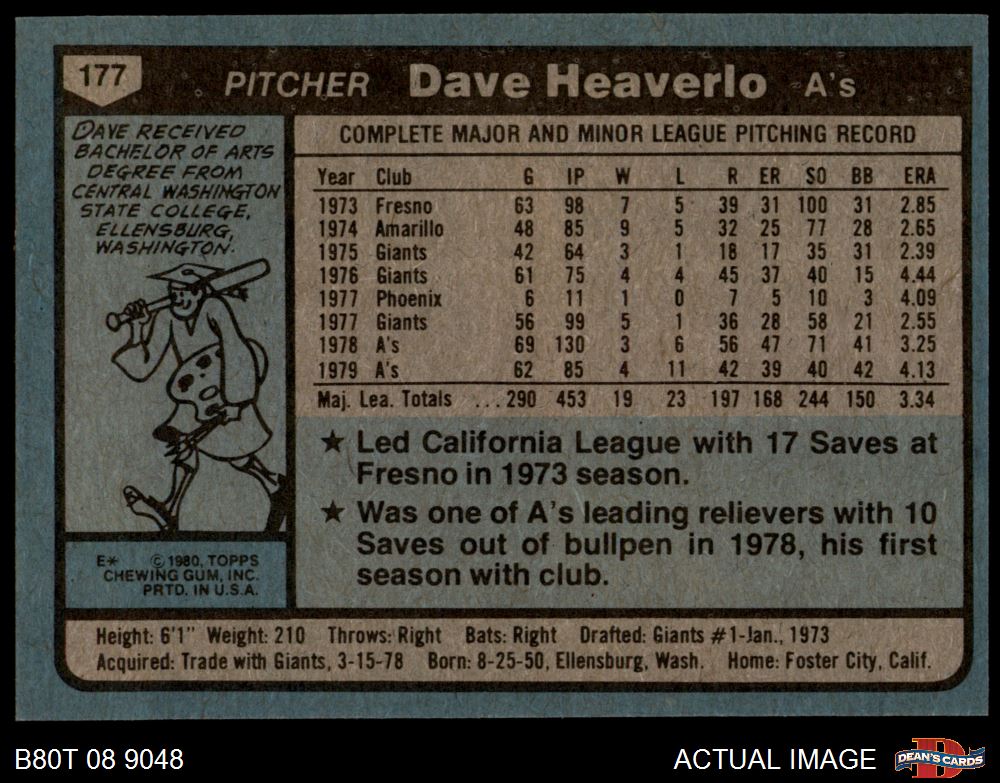 177 PITCHER Dave Heaverlo A's
DAVE RECEIVED
BACHELOR OF ARTS
DEGREE FROM
CENTRAL WASHINGTON
STATE COLLEGE,
ELLENSBURG,
WASHINGTON.
E* © 1980, TOPPS
CHEWING GUM, INC.
PRTD. IN U.S.A.
COMPLETE MAJOR AND MINOR LEAGUE PITCHING RECORD
Year Club G IP W L R ER SO BB ERA
1973 Fresno 63 98 7 5 39 31 100 31 2.85
1974 Amarillo 48 85 9 5 32 25 77 28 2.65
1975 Giants 42 64 3 1 18 17 35 31 2.39
1976 Giants 61 75 4 4 45 37 40 15 4.44
1977 Phoenix 6 11 1 0 7 5 10 3 4.09
1977 Giants 56 99 5 1 36 28 58 21 2.55
1978 A's 69 130 3 6 56 47 71 41 3.25
1979 A's 62 85 4 11 42 39 40 42 4.13
Maj. Lea. Totals ...290 453 19 23 197 168 244 150 3.34
★ Led California League with 17 Saves at
Fresno in 1973 season.
★ Was one of A's leading relievers with 10
Saves out of bullpen in 1978, his first
season with club.
Height: 6'1" Weight: 210 Throws: Right Bats: Right Drafted: Giants #1-Jan., 1973
Acquired: Trade with Giants, 3-15-78 Born: 8-25-50, Ellensburg, Wash. Home: Foster City, Calif.
B80T 08 9048 ACTUAL IMAGE D DEAN'S CARDS